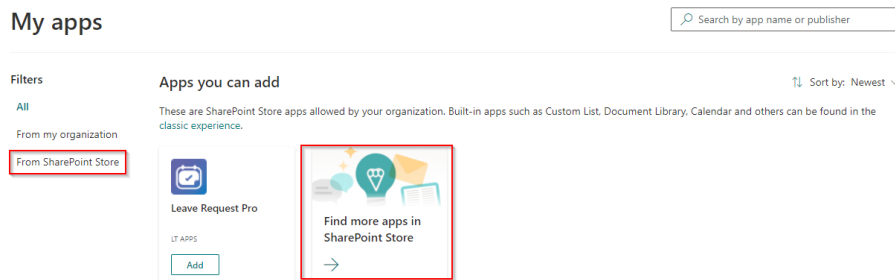 My apps
Search by app name or publisher
Filters
All
From my organization
From SharePoint Store
Apps you can add
Sort by: Newest
These are SharePoint Store apps allowed by your organization. Built-in apps such as Custom List, Document Library, Calendar and others can be found in the
classic experience.
Leave Request Pro
LT APPS
Add
Find more apps in
SharePoint Store